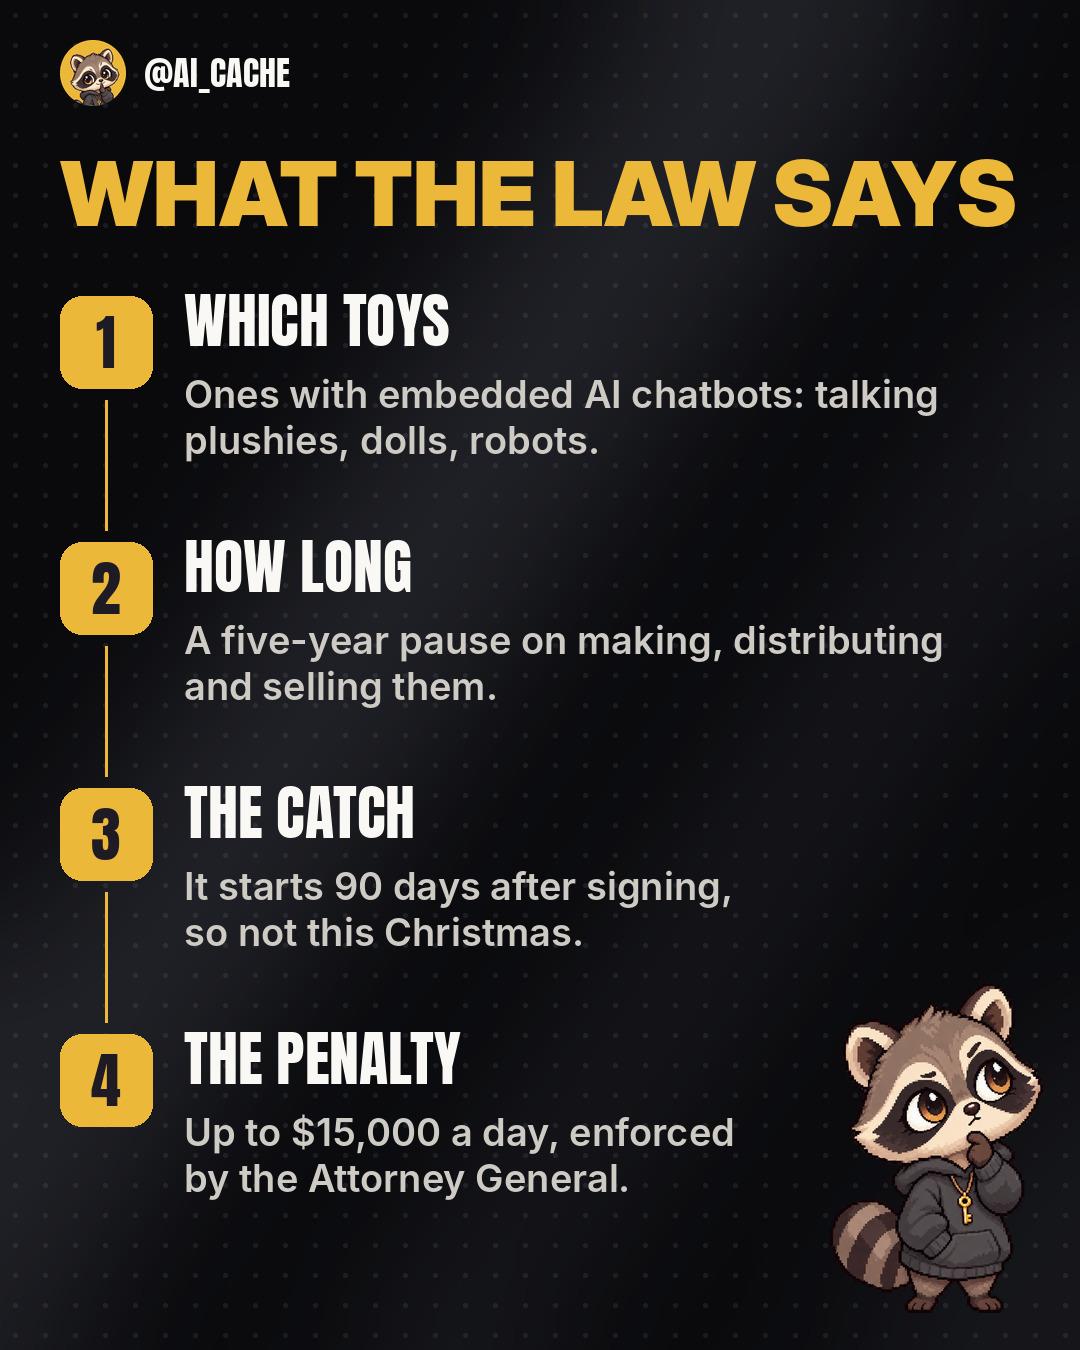 @AI_CACHE
WHAT THE LAW SAYS
1
WHICH TOYS
Ones with embedded AI chatbots: talking
plushies, dolls, robots.
2
HOW LONG
A five-year pause on making, distributing
and selling them.
3
THE CATCH
It starts 90 days after signing,
so not this Christmas.
4
THE PENALTY
Up to $15,000 a day, enforced
by the Attorney General.